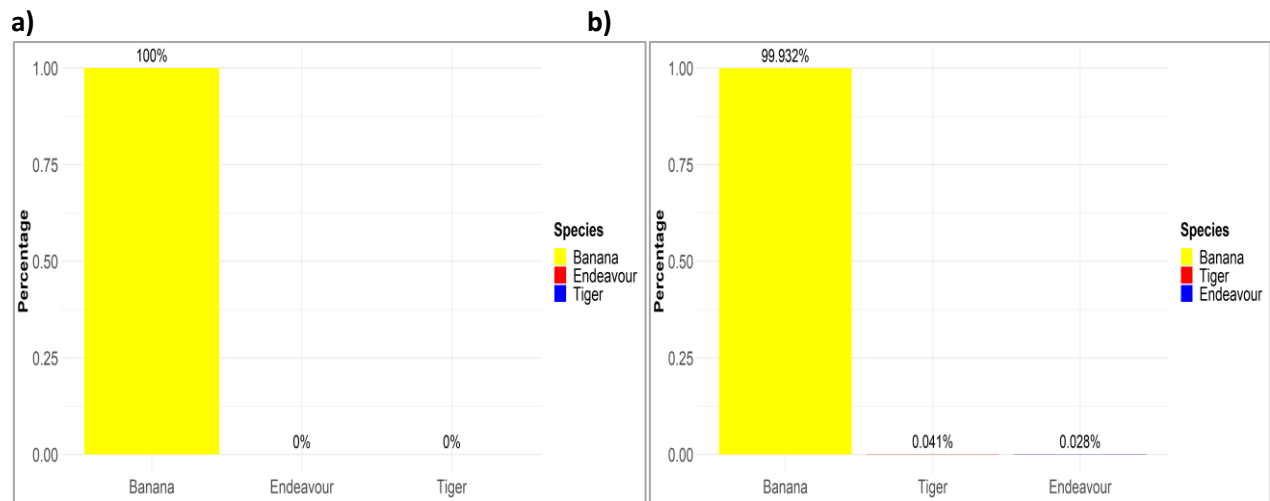 a)
100%
1.00
0.75
0.50
0.25
0.00
Percentage
0%
0%
Banana
Endeavour
Tiger
Species
Banana
Endeavour
Tiger
b)
99.932%
1.00
0.75
0.50
0.25
0.00
Percentage
0.041%
0.028%
Banana
Tiger
Endeavour
Species
Banana
Tiger
Endeavour